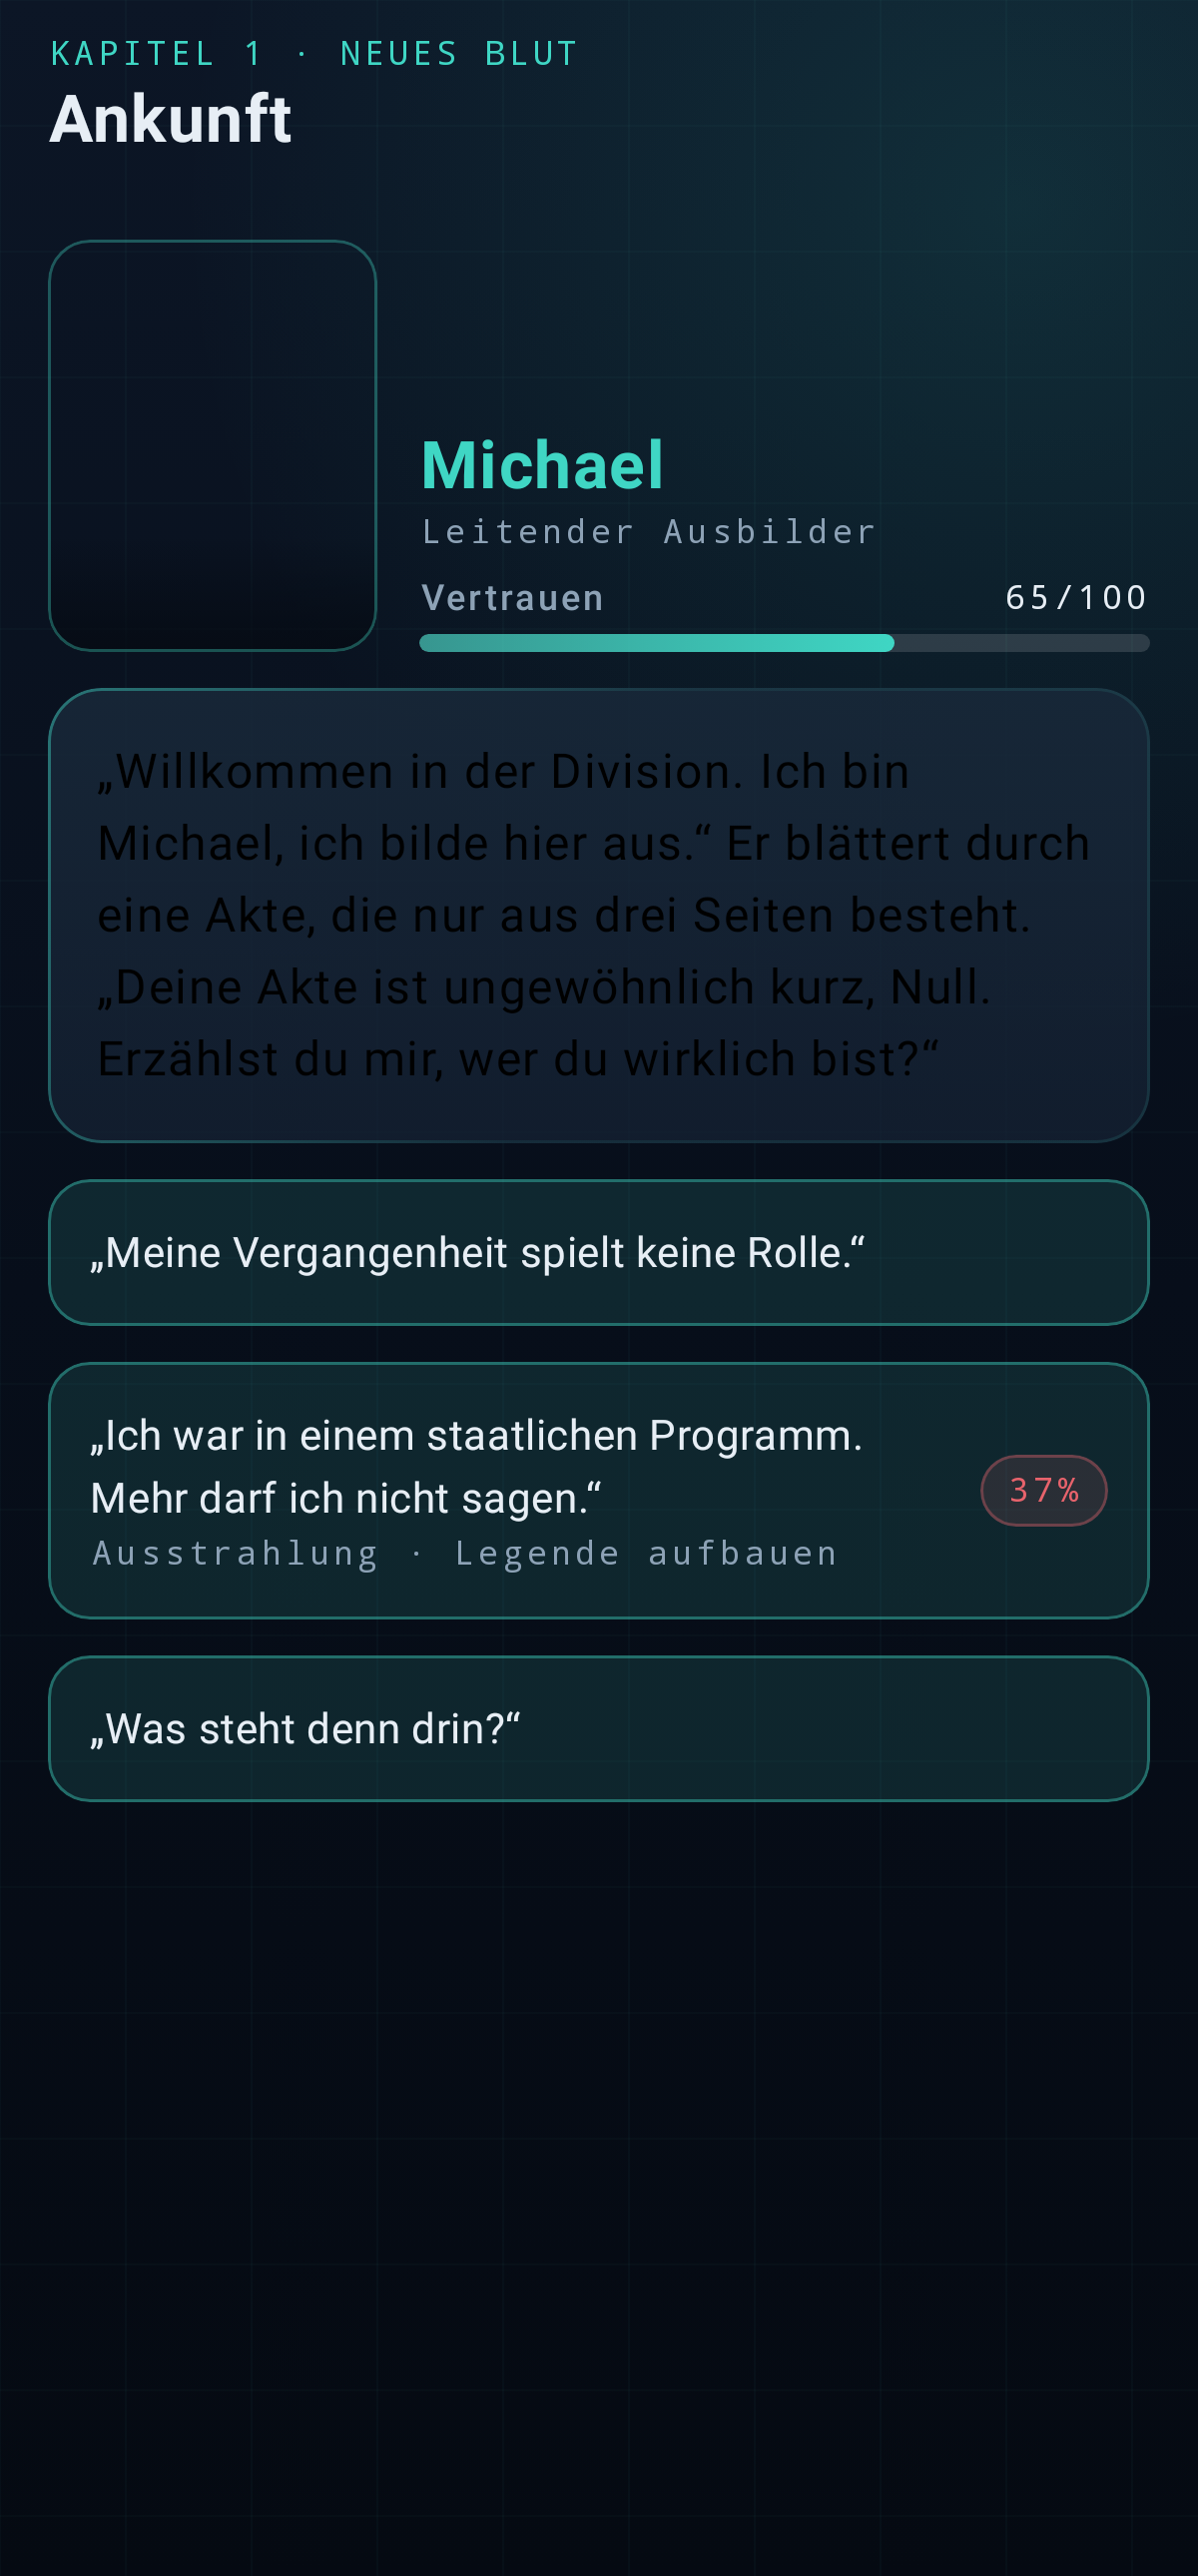 KAPITEL 1 · NEUES BLUT
Ankunft
Michael
Leitender Ausbilder
Vertrauen 65/100
„Willkommen in der Division. Ich bin
Michael, ich bilde hier aus.“ Er blättert durch
eine Akte, die nur aus drei Seiten besteht.
„Deine Akte ist ungewöhnlich kurz, Null.
Erzählst du mir, wer du wirklich bist?“
„Meine Vergangenheit spielt keine Rolle.“
„Ich war in einem staatlichen Programm.
Mehr darf ich nicht sagen.“
37%
Ausstrahlung · Legende aufbauen
„Was steht denn drin?“